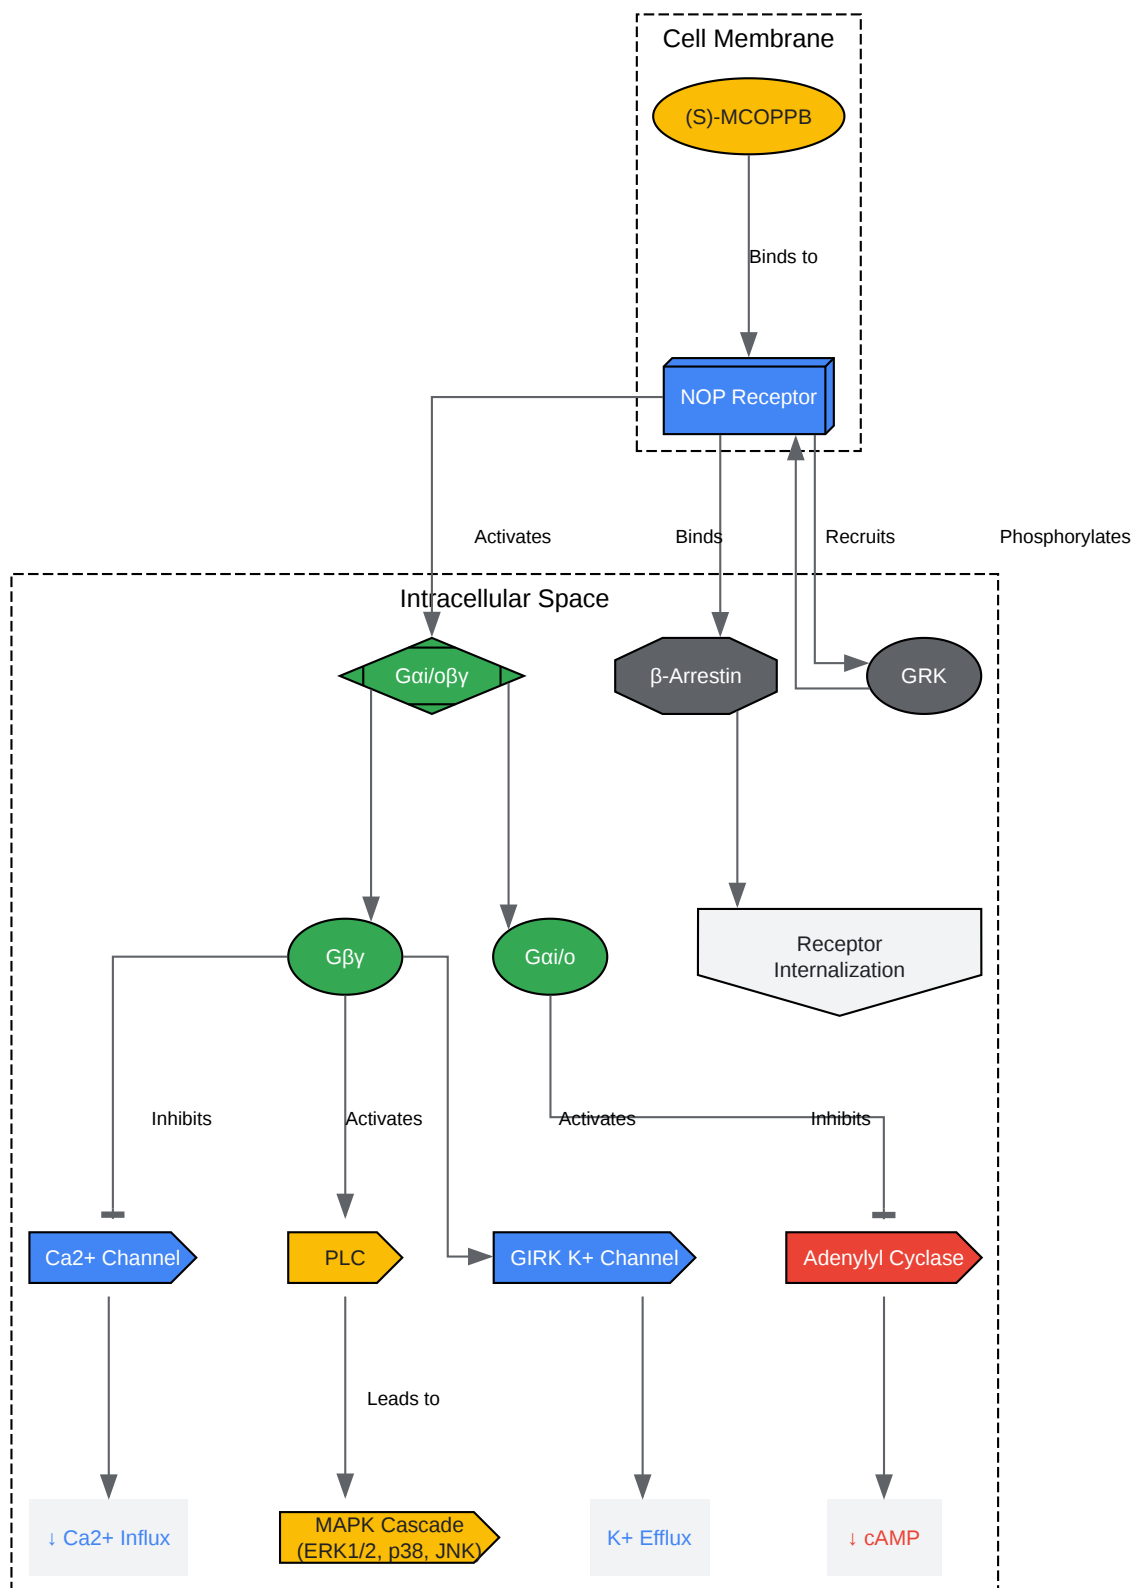 Cell Membrane
(S)-MCOPPB
Binds to
NOP Receptor
Activates
Binds
Recruits
Phosphorylates
Intracellular Space
Gαi/oβγ
β-Arrestin
GRK
Gβγ
Gαi/o
Receptor
Internalization
Inhibits
Activates
Activates
Inhibits
Ca2+ Channel
PLC
GIRK K+ Channel
Adenylyl Cyclase
Leads to
↓ Ca2+ Influx
MAPK Cascade
(ERK1/2, p38, JNK)
K+ Efflux
↓ cAMP